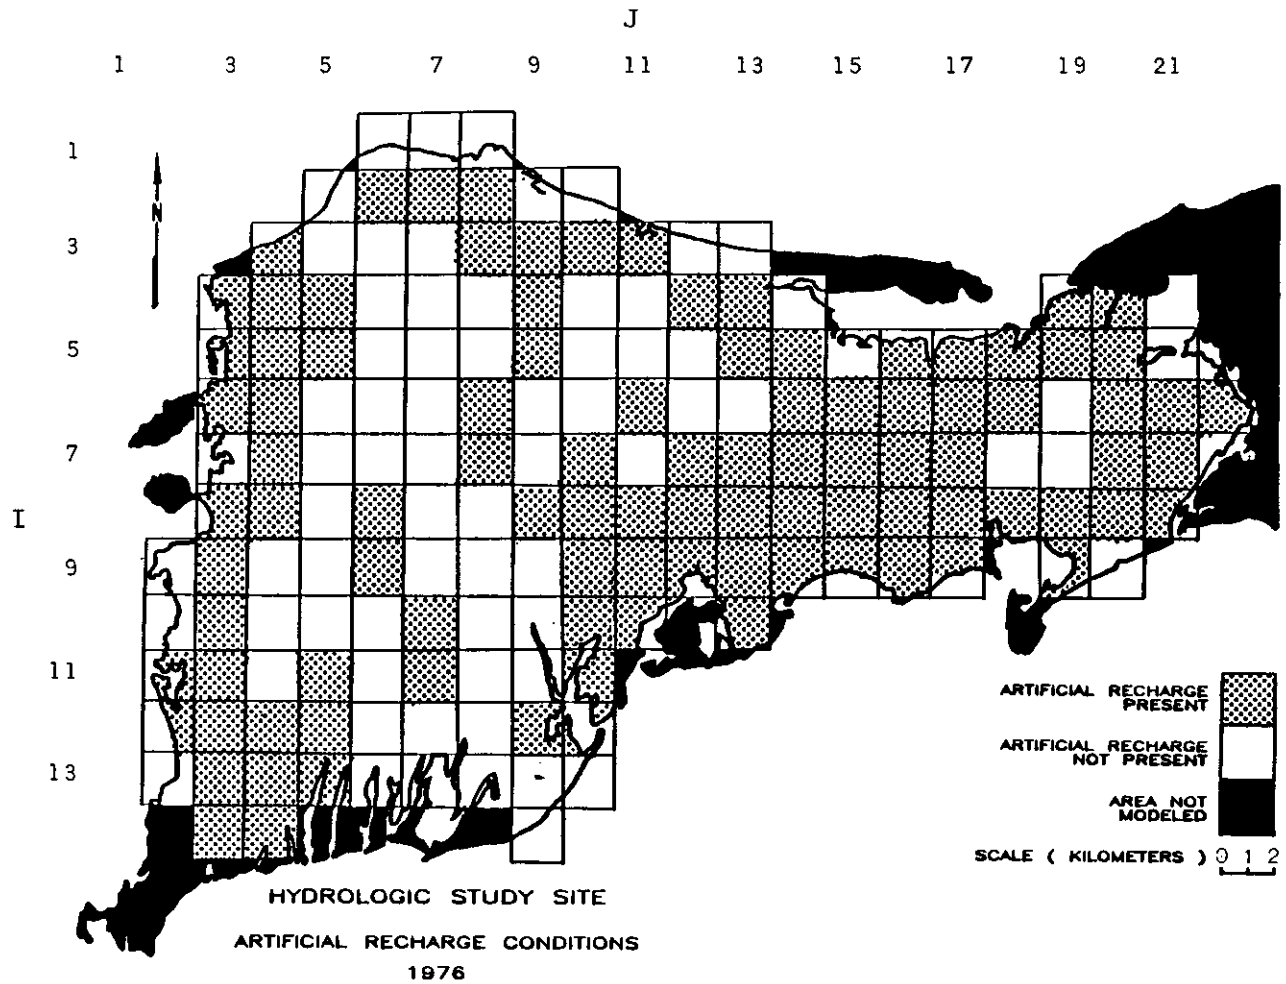 J
1 3 5 7 9 11 13 15 17 19 21
1
N
3
5
7
I
9
11
13
ARTIFICIAL RECHARGE
PRESENT
ARTIFICIAL RECHARGE
NOT PRESENT
AREA NOT
MODELED
SCALE ( KILOMETERS ) 0 1 2
HYDROLOGIC STUDY SITE
ARTIFICIAL RECHARGE CONDITIONS
1976